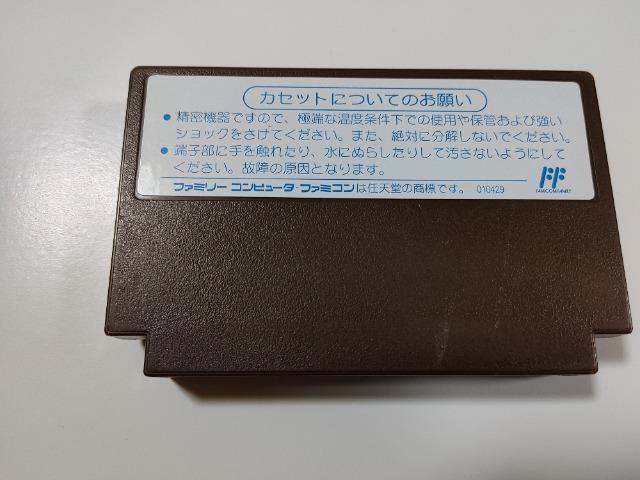 カセットについてのお願い
● 精密機器ですので、極端な温度条件下での使用や保管および強い
ショックをさけてください。また、絶対に分解しないでください。
● 端子部に手を触れたり、水にぬらしたりして汚さないようにして
ください。故障の原因となります。
ファミリー コンピュータ・ファミコンは任天堂の商標です。 010429
FF
FAMICOM FAMILY